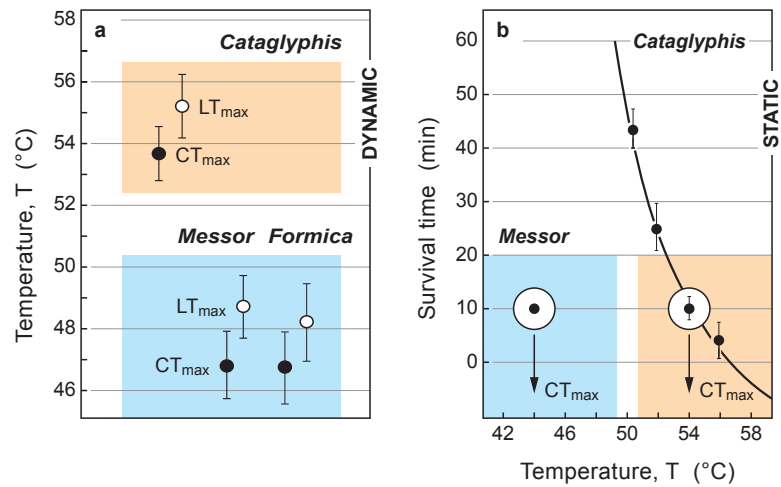 a
58
56
54
52
50
48
46
Temperature, T (°C)
Cataglyphis
LTmax
CTmax
DYNAMIC
Messor Formica
LTmax
CTmax
b
60
50
40
30
20
10
0
Survival time (min)
Cataglyphis
STATIC
Messor
CTmax
CTmax
42 46 50 54 58
Temperature, T (°C)